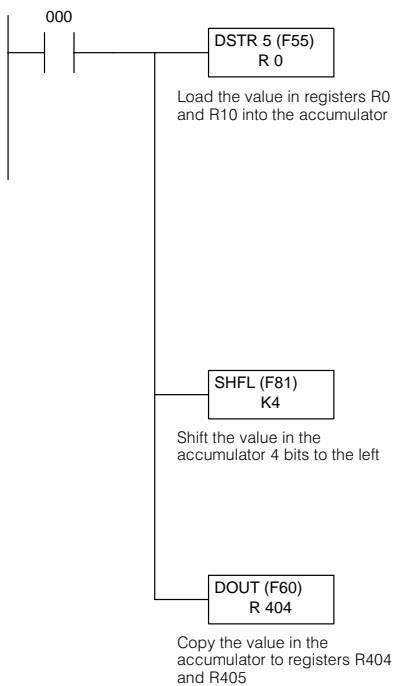 000
DSTR 5 (F55)
R 0
Load the value in registers R0
and R10 into the accumulator
SHFL (F81)
K4
Shift the value in the
accumulator 4 bits to the left
DOUT (F60)
R 404
Copy the value in the
accumulator to registers R404
and R405